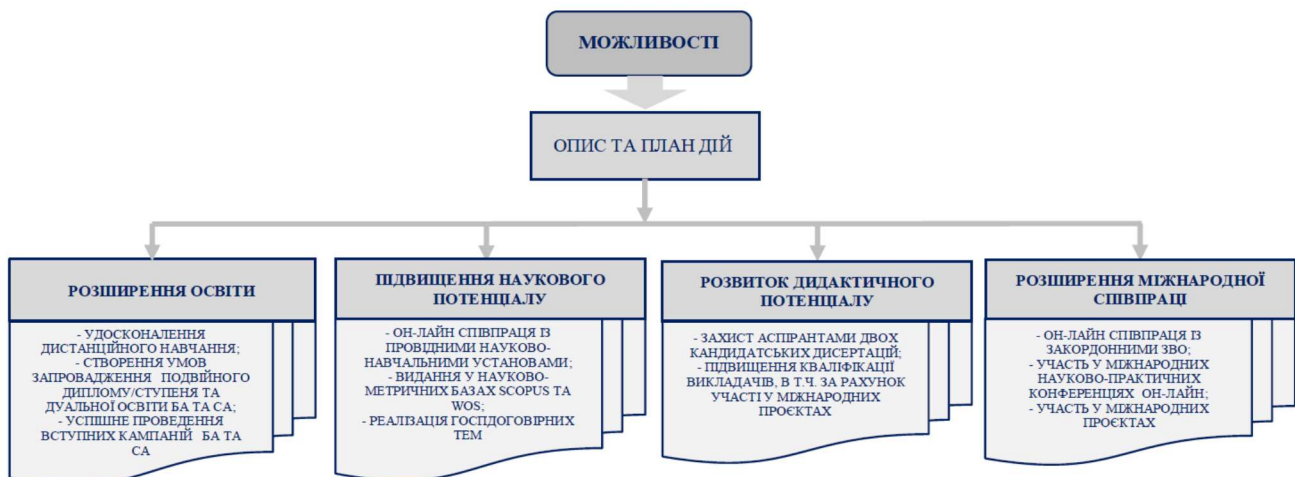 МОЖЛИВОСТІ
ОПИС ТА ПЛАН ДІЙ
РОЗШИРЕННЯ ОСВІТИ
- УДОСКОНАЛЕННЯ
ДИСТАНЦІЙНОГО НАВЧАННЯ;
- СТВОРЕННЯ УМОВ
ЗАПРОВАДЖЕННЯ ПОДВІЙНОГО
ДИПЛОМУ/СТУПЕНЯ ТА
ДУАЛЬНОЇ ОСВІТИ БА ТА СА;
- УСПІШНЕ ПРОВЕДЕННЯ
ВСТУПНИХ КАМПАНІЙ БА ТА
СА
ПІДВИЩЕННЯ НАУКОВОГО
ПОТЕНЦІАЛУ
- ОН-ЛАЙН СПІВПРАЦЯ ІЗ
ПРОВІДНИМИ НАУКОВО-
НАВЧАЛЬНИМИ УСТАНОВАМИ;
- ВИДАННЯ У НАУКОВО-
МЕТРИЧНИХ БАЗАХ SCOPUS ТА
WOS;
- РЕАЛІЗАЦІЯ ГОСПДОГОВІРНИХ
ТЕМ
РОЗВИТОК ДИДАКТИЧНОГО
ПОТЕНЦІАЛУ
- ЗАХИСТ АСПІРАНТАМИ ДВОХ
КАНДИДАТСЬКИХ ДИСЕРТАЦІЙ;
- ПІДВИЩЕННЯ КВАЛІФІКАЦІЇ
ВИКЛАДАЧІВ, В Т.Ч. ЗА РАХУНОК
УЧАСТІ У МІЖНАРОДНИХ
ПРОЄКТАХ
РОЗШИРЕННЯ МІЖНАРОДНОЇ
СПІВПРАЦІ
- ОН-ЛАЙН СПІВПРАЦЯ ІЗ
ЗАКОРДОННИМИ ЗВО;
- УЧАСТЬ У МІЖНАРОДНИХ
НАУКОВО-ПРАКТИЧНИХ
КОНФЕРЕНЦІЯХ ОН-ЛАЙН;
- УЧАСТЬ У МІЖНАРОДНИХ
ПРОЄКТАХ